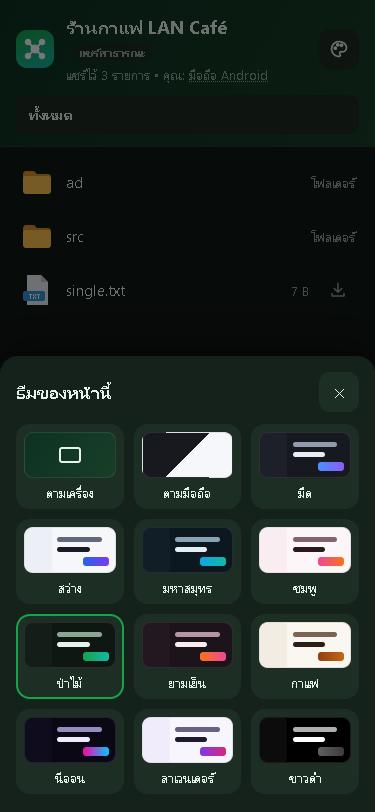 ร้านกาแฟ LAN Café
แชร์สาธารณะ
แชร์ไว้ 3 รายการ • คุณ: มือถือ Android
ทั้งหมด
ad โฟลเดอร์
src โฟลเดอร์
TXT single.txt 7 B
ธีมของหน้านี้
ตามเครื่อง ตามมือถือ มืด
สว่าง มหาสมุทร ชมพู
ป่าไม้ ยามเย็น กาแฟ
นีออน ลาเวนเดอร์ ขาวดำ